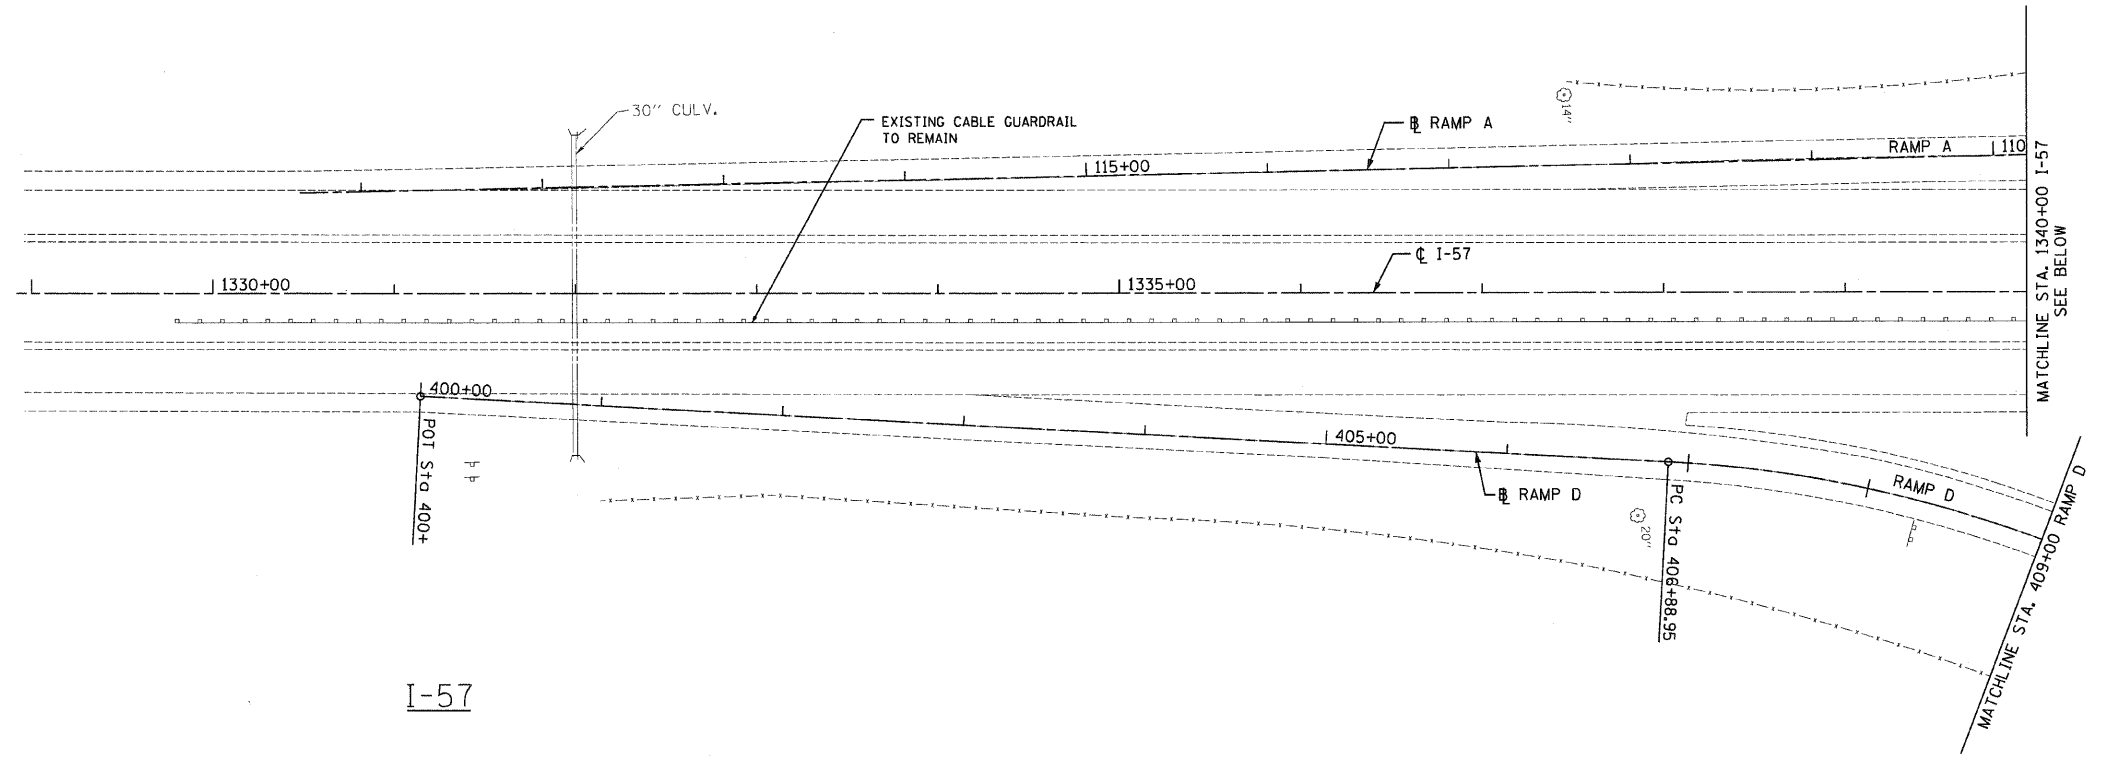 30" CULV.
EXISTING CABLE GUARDRAIL
TO REMAIN
℄ RAMP A
14"
115+00
RAMP A
110
MATCHLINE STA. 1340+00 I-57
SEE BELOW
℄ I-57
1330+00
1335+00
400+00
POT Sta 400+
405+00
℄ RAMP D
20"
PC Sta 406+88.95
RAMP D
MATCHLINE STA. 409+00 RAMP D
I-57